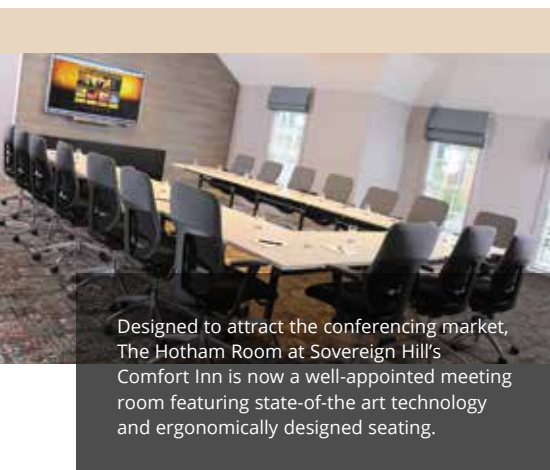 Designed to attract the conferencing market,
The Hotham Room at Sovereign Hill’s
Comfort Inn is now a well-appointed meeting
room featuring state-of-the art technology
and ergonomically designed seating.